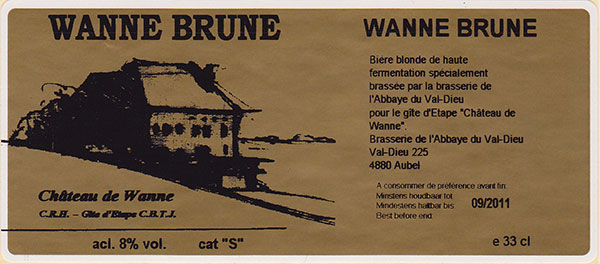 WANNE BRUNE
Château de Wanne
C.R.H. – Gîte d'Etape C.B.T.J.
acl. 8% vol. cat "S"
WANNE BRUNE
Bière blonde de haute
fermentation spécialement
brassée par la brasserie de
l'Abbaye du Val-Dieu
pour le gîte d'Etape "Château de
Wanne".
Brasserie de l'Abbaye du Val-Dieu
Val-Dieu 225
4880 Aubel
A consommer de préférence avant fin:
Minstens houdbaar tot:
Mindestens haltbar bis: 09/2011
Best before end:
e 33 cl